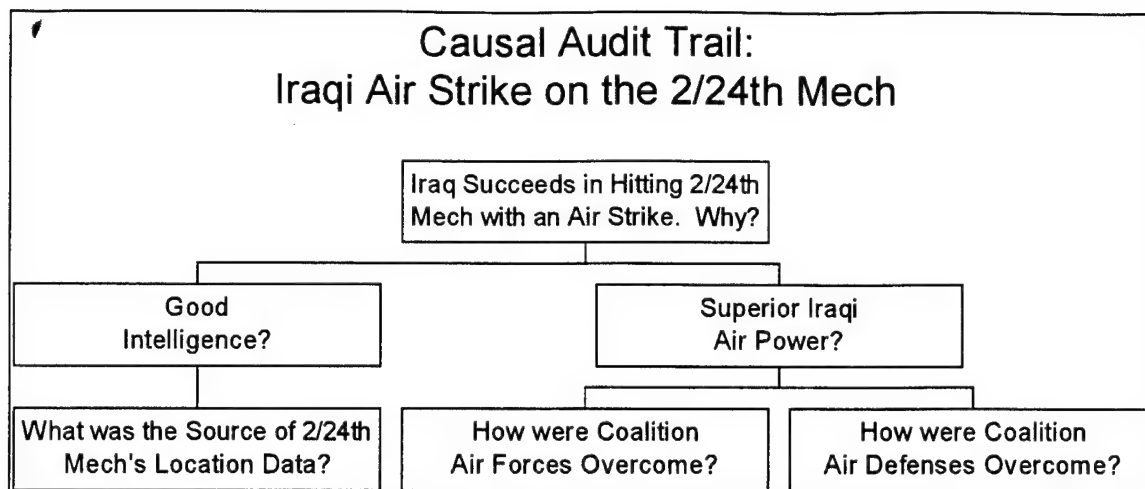 Causal Audit Trail:
Iraqi Air Strike on the 2/24th Mech
Iraq Succeeds in Hitting 2/24th
Mech with an Air Strike. Why?
Good
Intelligence?
Superior Iraqi
Air Power?
What was the Source of 2/24th
Mech's Location Data?
How were Coalition
Air Forces Overcome?
How were Coalition
Air Defenses Overcome?